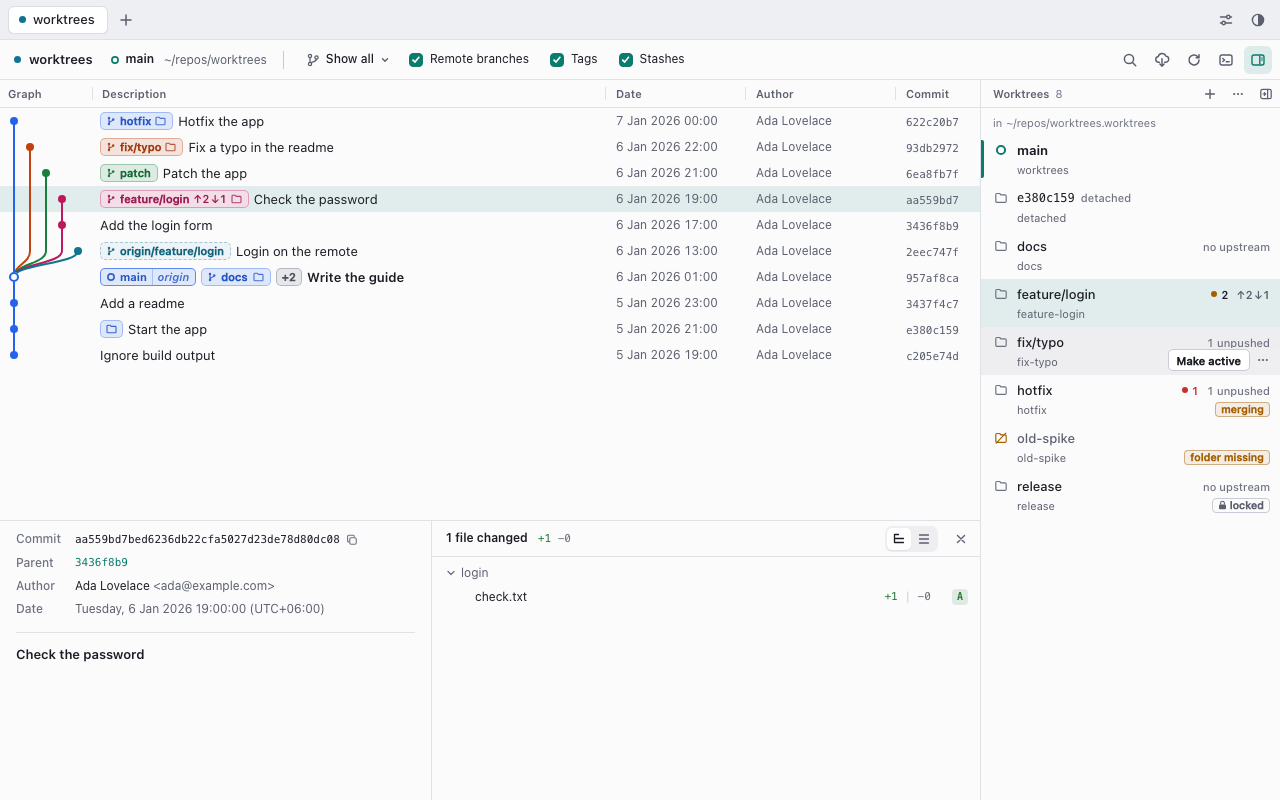 worktrees
worktrees main ~/repos/worktrees Show all Remote branches Tags Stashes
Graph Description Date Author Commit
hotfix Hotfix the app 7 Jan 2026 00:00 Ada Lovelace 622c20b7
fix/typo Fix a typo in the readme 6 Jan 2026 22:00 Ada Lovelace 93db2972
patch Patch the app 6 Jan 2026 21:00 Ada Lovelace 6ea8fb7f
feature/login ↑2↓1 Check the password 6 Jan 2026 19:00 Ada Lovelace aa559bd7
Add the login form 6 Jan 2026 17:00 Ada Lovelace 3436f8b9
origin/feature/login Login on the remote 6 Jan 2026 13:00 Ada Lovelace 2eec747f
main origin docs +2 Write the guide 6 Jan 2026 01:00 Ada Lovelace 957af8ca
Add a readme 5 Jan 2026 23:00 Ada Lovelace 3437f4c7
Start the app 5 Jan 2026 21:00 Ada Lovelace e380c159
Ignore build output 5 Jan 2026 19:00 Ada Lovelace c205e74d
Commit aa559bd7bed6236db22cfa5027d23de78d80dc08
Parent 3436f8b9
Author Ada Lovelace <ada@example.com>
Date Tuesday, 6 Jan 2026 19:00:00 (UTC+06:00)
Check the password
1 file changed +1 −0
login
check.txt +1 | −0 A
Worktrees 8
in ~/repos/worktrees.worktrees
main
worktrees
e380c159 detached
detached
docs no upstream
docs
feature/login 2 ↑2↓1
feature-login
fix/typo 1 unpushed
fix-typo Make active
hotfix 1 1 unpushed
hotfix merging
old-spike
old-spike folder missing
release no upstream
release locked